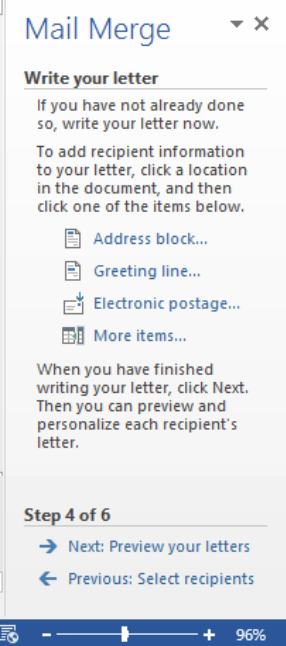 Mail Merge
Write your letter
If you have not already done
so, write your letter now.
To add recipient information
to your letter, click a location
in the document, and then
click one of the items below.
Address block...
Greeting line...
Electronic postage...
More items...
When you have finished
writing your letter, click Next.
Then you can preview and
personalize each recipient's
letter.
Step 4 of 6
Next: Preview your letters
Previous: Select recipients
96%